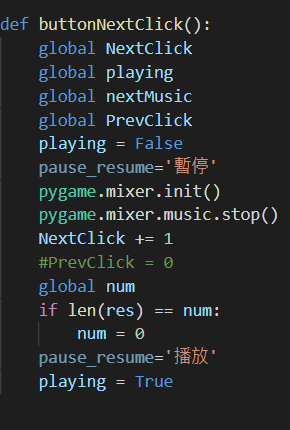 def buttonNextClick():
    global NextClick
    global playing
    global nextMusic
    global PrevClick
    playing = False
    pause_resume='暫停'
    pygame.mixer.init()
    pygame.mixer.music.stop()
    NextClick += 1
    #PrevClick = 0
    global num
    if len(res) == num:
        num = 0
    pause_resume='播放'
    playing = True